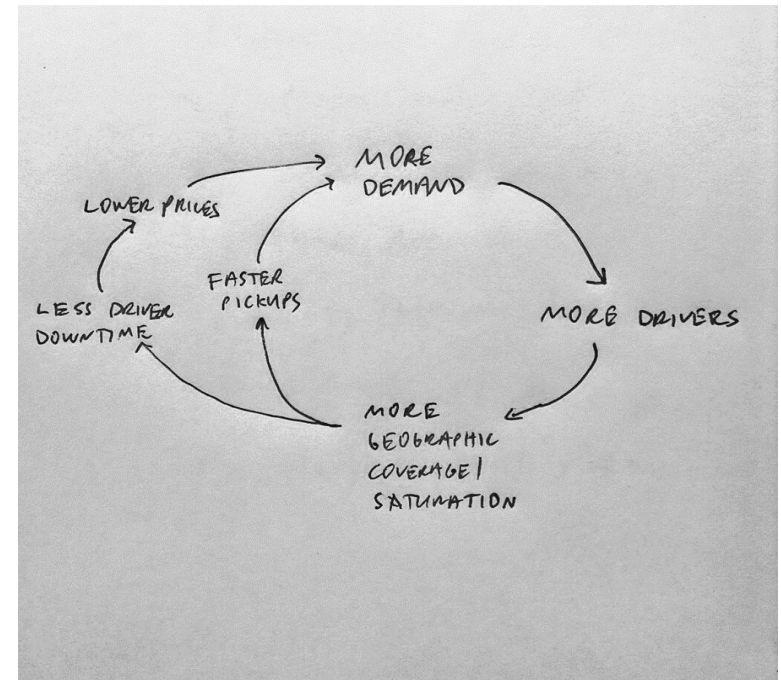 MORE
DEMAND
LOWER PRICES
FASTER
PICKUPS
LESS DRIVER
DOWNTIME
MORE DRIVERS
MORE
GEOGRAPHIC
COVERAGE/
SATURATION